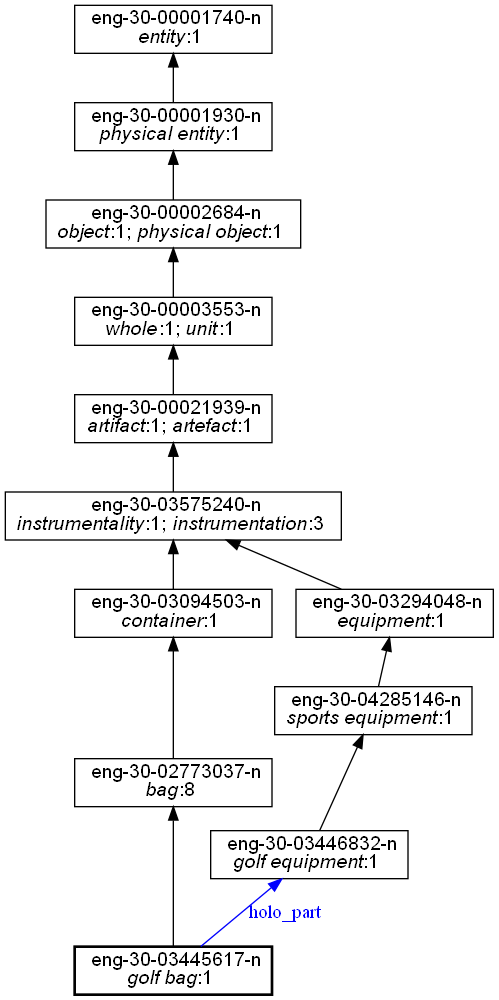 eng-30-00001740-n
entity:1
eng-30-00001930-n
physical entity:1
eng-30-00002684-n
object:1; physical object:1
eng-30-00003553-n
whole:1; unit:1
eng-30-00021939-n
artifact:1; artefact:1
eng-30-03575240-n
instrumentality:1; instrumentation:3
eng-30-03094503-n
container:1
eng-30-03294048-n
equipment:1
eng-30-04285146-n
sports equipment:1
eng-30-02773037-n
bag:8
eng-30-03446832-n
golf equipment:1
holo_part
eng-30-03445617-n
golf bag:1